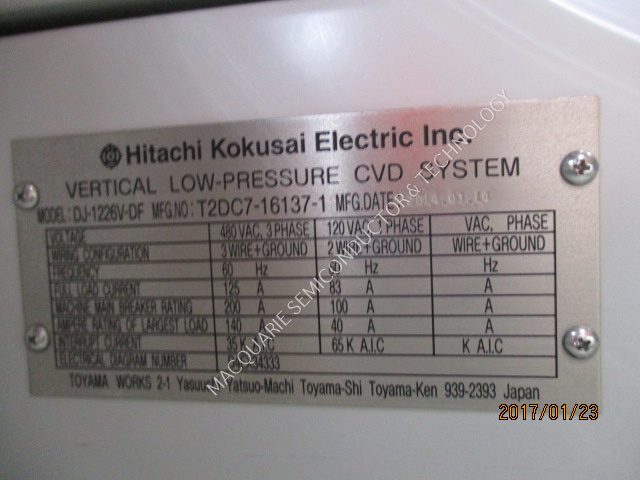 Hitachi Kokusai Electric Inc.
VERTICAL LOW-PRESSURE CVD SYSTEM
MODEL: DJ-1226V-DF MFG.NO: T2DC7-16137-1 MFG.DATE
VOLTAGE 480 VAC, 3 PHASE 120 VAC, PHASE VAC, PHASE
WIRING CONFIGURATION 3 WIRE+GROUND 2 WIRE+GROUND WIRE+GROUND
FREQUENCY 60 Hz Hz Hz
FULL LOAD CURRENT 125 A 83 A A
MACHINE MAIN BREAKER RATING 200 A 100 A A
AMPERE RATING OF LARGEST LOAD 140 A 40 A A
INTERRUPT CURRENT 35 K A.I.C 65 K A.I.C K A.I.C
ELECTRICAL DIAGRAM NUMBER
TOYAMA WORKS 2-1 Yasuuchi Yatsuo-Machi Toyama-Shi Toyama-Ken 939-2393 Japan
MACQUARIE SEMICONDUCTOR & TECHNOLOGY
2017/01/23